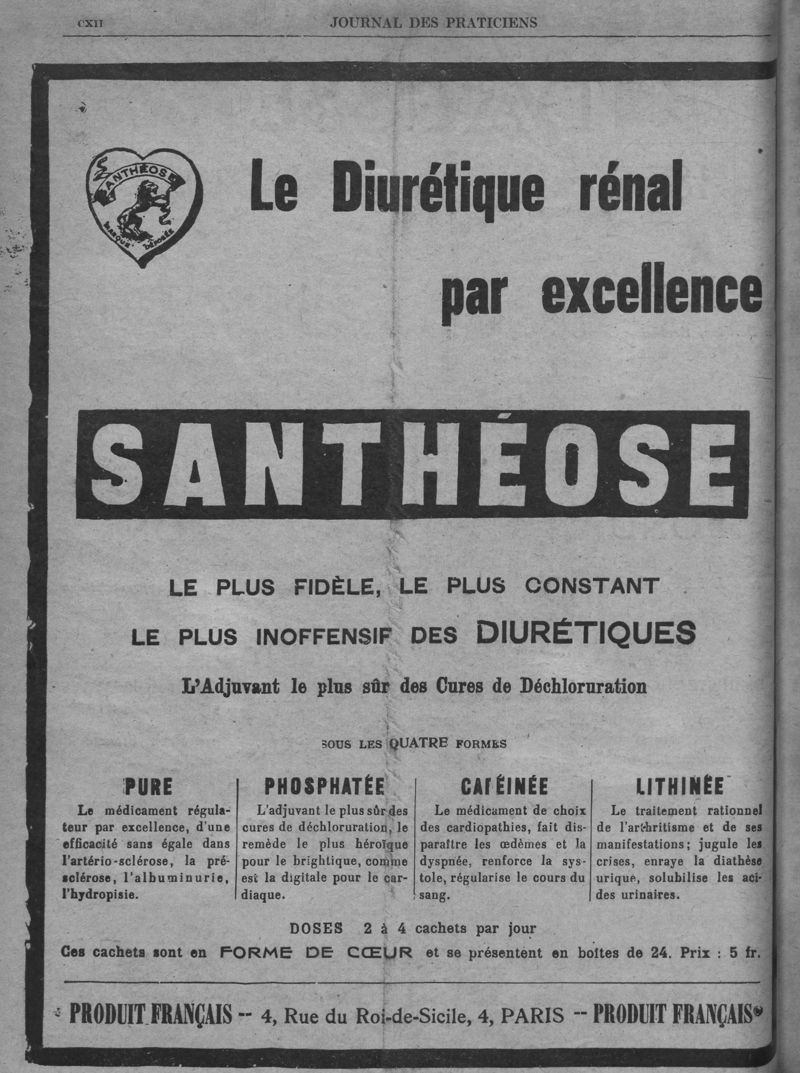 CXII
JOURNAL DES PRATICIENS
SANTHÉOSE
MARQUE DÉPOSÉE
Le Diurétique rénal
par excellence
SANTHÉOSE
LE PLUS FIDÈLE, LE PLUS CONSTANT
LE PLUS INOFFENSIF DES DIURÉTIQUES
L'Adjuvant le plus sûr des Cures de Déchloruration
SOUS LES QUATRE FORMES
PURE
Le médicament régula-
teur par excellence, d'une
efficacité sans égale dans
l'artério-sclérose, la pré-
sclérose, l'albuminurie,
l'hydropisie.
PHOSPHATÉE
L'adjuvant le plus sûr des
cures de déchloruration, le
remède le plus héroïque
pour le brightique, comme
est la digitale pour le car-
diaque.
CAFÉINÉE
Le médicament de choix
des cardiopathies, fait dis-
paraître les œdèmes et la
dyspnée, renforce la sys-
tole, régularise le cours du
sang.
LITHINÉE
Le traitement rationnel
de l'arthritisme et de ses
manifestations; jugule les
crises, enraye la diathèse
urique, solubilise les aci-
des urinaires.
DOSES 2 à 4 cachets par jour
Ces cachets sont en FORME DE CŒUR et se présentent en boîtes de 24. Prix : 5 fr.
PRODUIT FRANÇAIS -- 4, Rue du Roi-de-Sicile, 4, PARIS -- PRODUIT FRANÇAIS